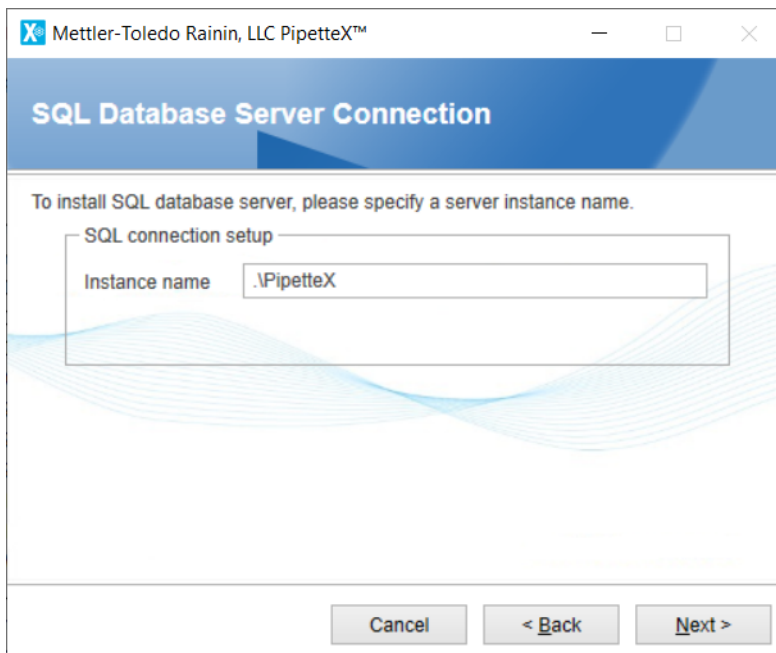 X®
Mettler-Toledo Rainin, LLC PipetteX™
SQL Database Server Connection
To install SQL database server, please specify a server instance name.
SQL connection setup
Instance name .\PipetteX
Cancel < Back Next >